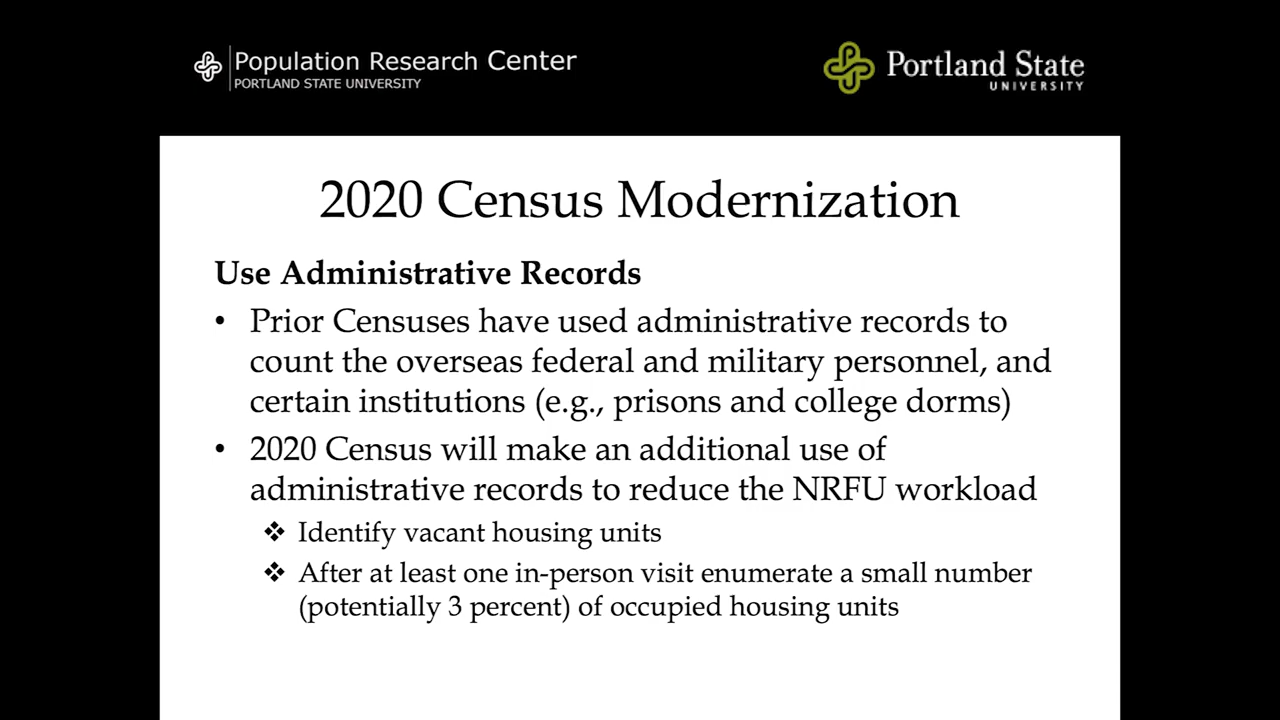 Population Research Center
PORTLAND STATE UNIVERSITY
Portland State
UNIVERSITY
2020 Census Modernization
Use Administrative Records
• Prior Censuses have used administrative records to
count the overseas federal and military personnel, and
certain institutions (e.g., prisons and college dorms)
• 2020 Census will make an additional use of
administrative records to reduce the NRFU workload
❖ Identify vacant housing units
❖ After at least one in-person visit enumerate a small number
(potentially 3 percent) of occupied housing units